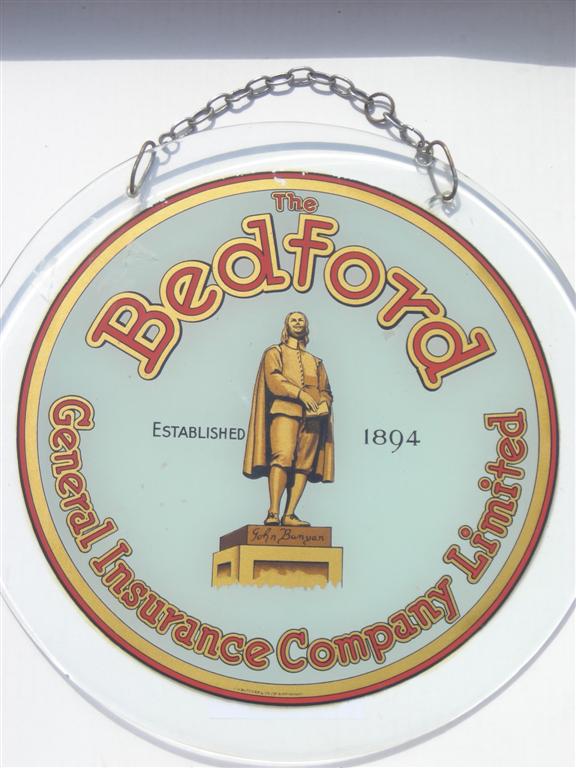 The
Bedford
ESTABLISHED 1894
John Bunyan
General Insurance Company Limited